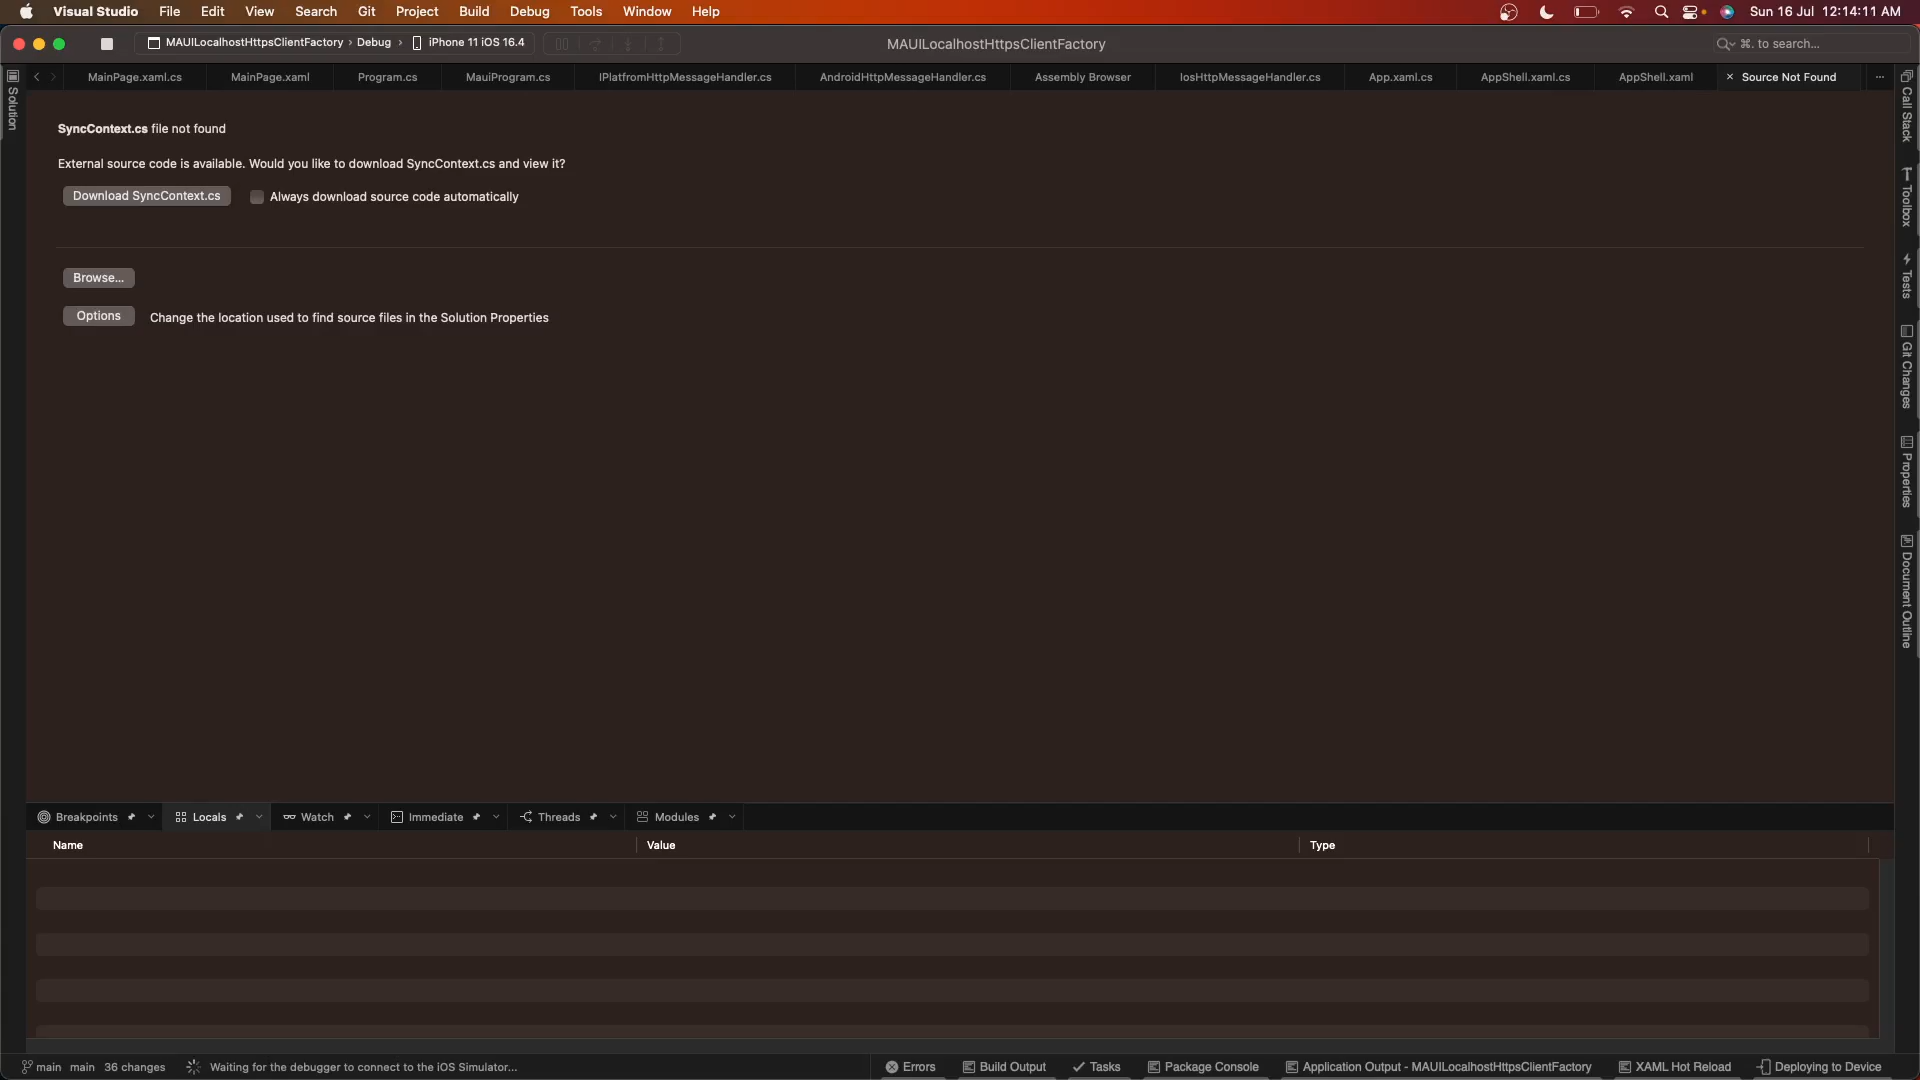 Visual Studio File Edit View Search Git Project Build Debug Tools Window Help Sun 16 Jul 12:14:11 AM
MAUILocalhostHttpsClientFactory › Debug › iPhone 11 iOS 16.4 MAUILocalhostHttpsClientFactory ⌘. to search...
MainPage.xaml.cs MainPage.xaml Program.cs MauiProgram.cs IPlatfromHttpMessageHandler.cs AndroidHttpMessageHandler.cs Assembly Browser IosHttpMessageHandler.cs App.xaml.cs AppShell.xaml.cs AppShell.xaml × Source Not Found ...
Solution
SyncContext.cs file not found
External source code is available. Would you like to download SyncContext.cs and view it?
Download SyncContext.cs Always download source code automatically
Browse...
Options Change the location used to find source files in the Solution Properties
Call Stack
Toolbox
Tests
Git Changes
Properties
Document Outline
Breakpoints Locals Watch Immediate Threads Modules
Name Value Type
main main 36 changes Waiting for the debugger to connect to the iOS Simulator... Errors Build Output Tasks Package Console Application Output - MAUILocalhostHttpsClientFactory XAML Hot Reload Deploying to Device